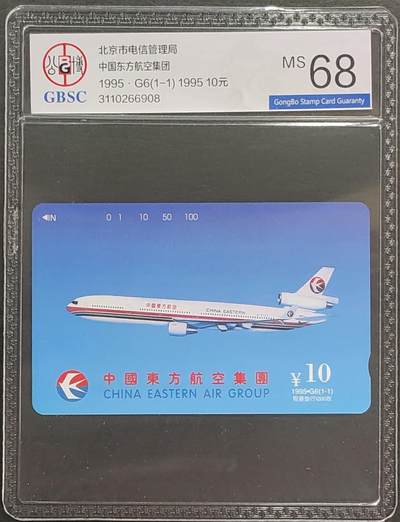 北京市电信管理局
中国东方航空集团
1995 · G6(1-1) 1995 10元
3110266908
GBSC
MS 68
GongBo Stamp Card Guaranty
◀IN 0 1 10 50 100
中國東方航空
CHINA EASTERN
中國東方航空集團
CHINA EASTERN AIR GROUP
¥10
1995•G6(1-1)